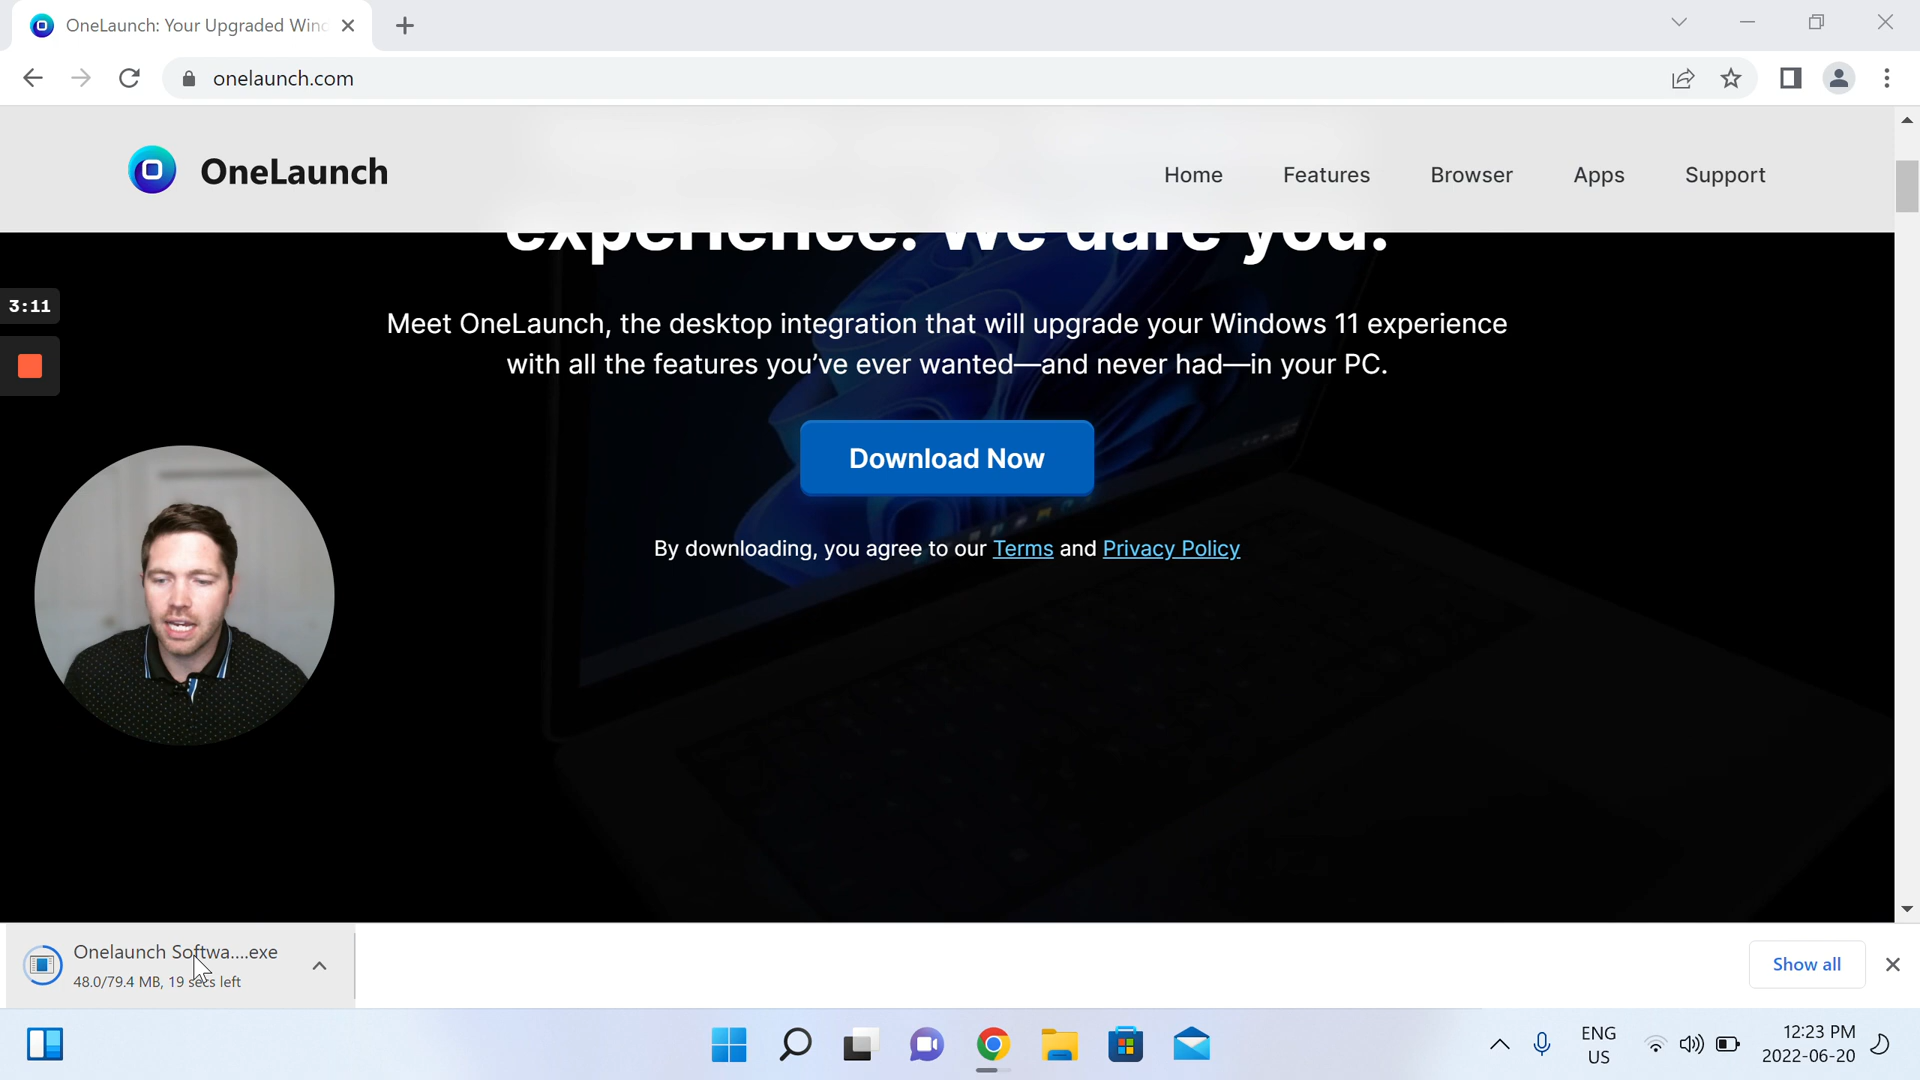 OneLaunch: Your Upgraded Wind
onelaunch.com
OneLaunch
Home
Features
Browser
Apps
Support
experience. We dare you.
3:11
Meet OneLaunch, the desktop integration that will upgrade your Windows 11 experience
with all the features you’ve ever wanted—and never had—in your PC.
Download Now
By downloading, you agree to our Terms and Privacy Policy
Onelaunch Softwa....exe
48.0/79.4 MB, 19 secs left
Show all
ENG
US
12:23 PM
2022-06-20